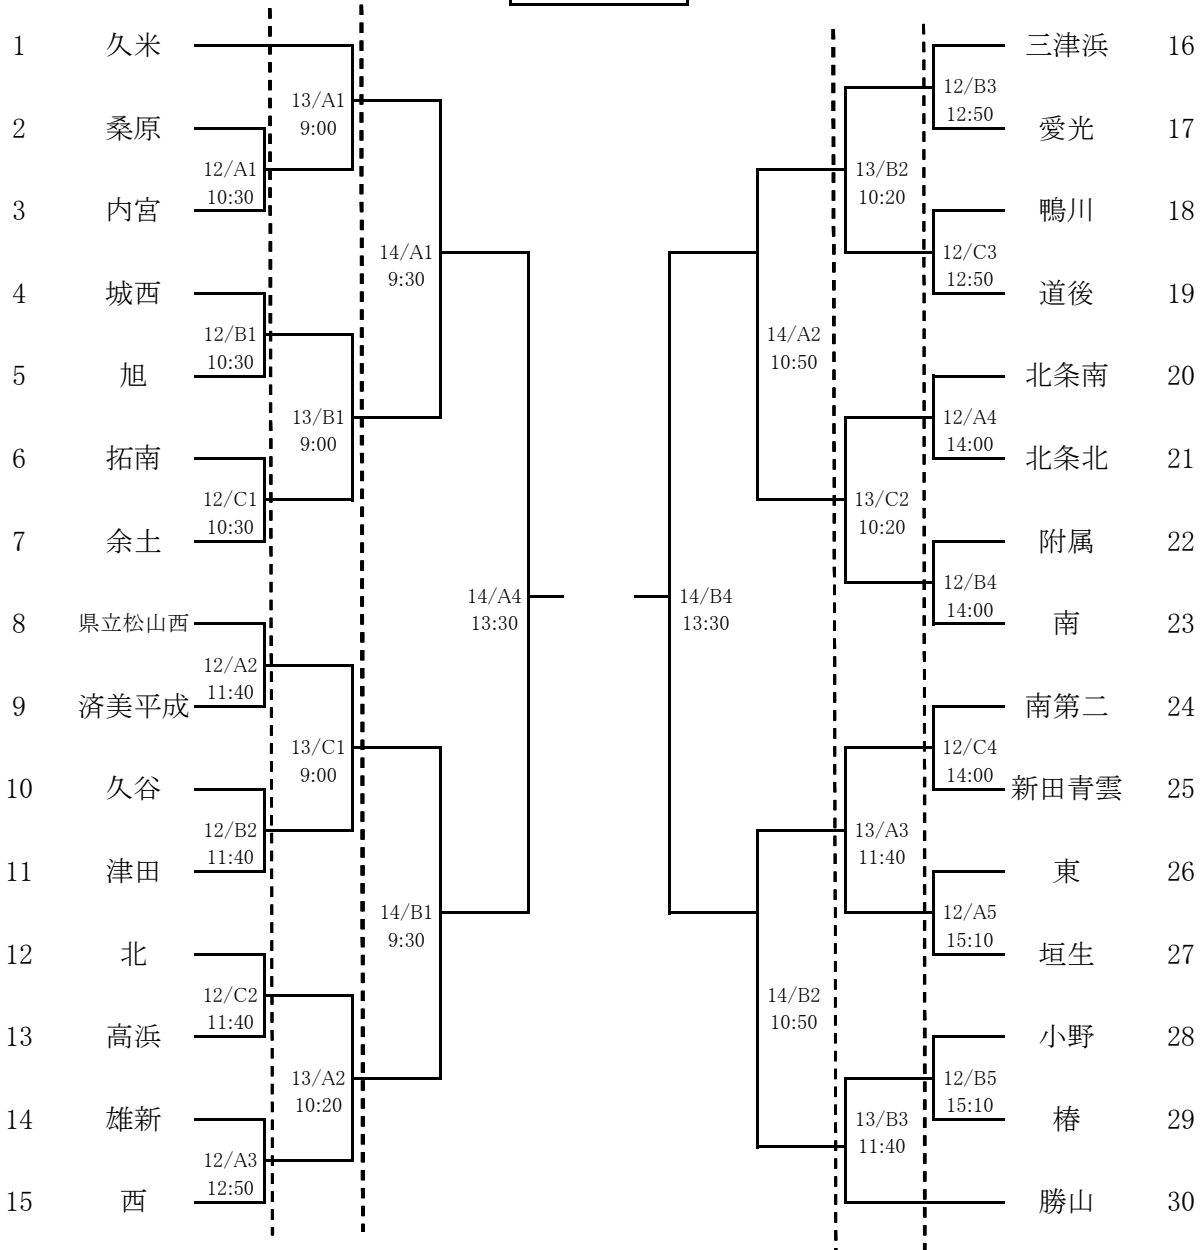 1 久米
2 桑原
3 内宮
4 城西
5 旭
6 拓南
7 余土
8 県立松山西
9 済美平成
10 久谷
11 津田
12 北
13 高浜
14 雄新
15 西
12/A1
10:30
12/B1
10:30
12/C1
10:30
12/A2
11:40
12/B2
11:40
12/C2
11:40
12/A3
12:50
13/A1
9:00
13/B1
9:00
13/C1
9:00
13/A2
10:20
14/A1
9:30
14/B1
9:30
14/A4
13:30
14/B4
13:30
14/A2
10:50
14/B2
10:50
13/B2
10:20
13/C2
10:20
13/A3
11:40
13/B3
11:40
12/B3
12:50
12/C3
12:50
12/A4
14:00
12/B4
14:00
12/C4
14:00
12/A5
15:10
12/B5
15:10
三津浜 16
愛光 17
鴨川 18
道後 19
北条南 20
北条北 21
附属 22
南 23
南第二 24
新田青雲 25
東 26
垣生 27
小野 28
椿 29
勝山 30